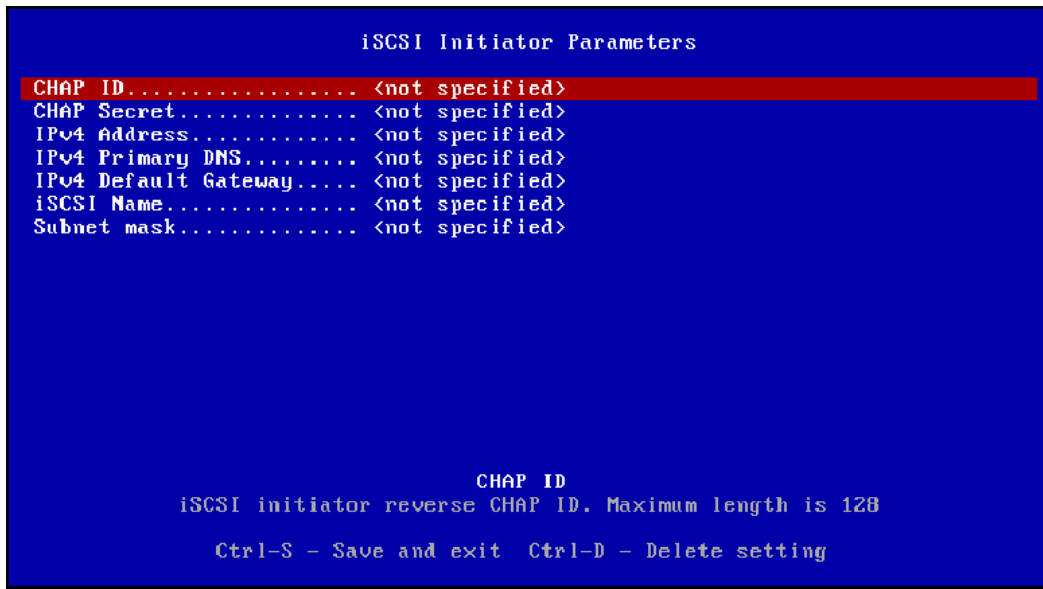 iSCSI Initiator Parameters
CHAP ID.................. <not specified>
CHAP Secret.............. <not specified>
IPv4 Address............. <not specified>
IPv4 Primary DNS......... <not specified>
IPv4 Default Gateway..... <not specified>
iSCSI Name............... <not specified>
Subnet mask.............. <not specified>
CHAP ID
iSCSI initiator reverse CHAP ID. Maximum length is 128
Ctrl-S - Save and exit  Ctrl-D - Delete setting